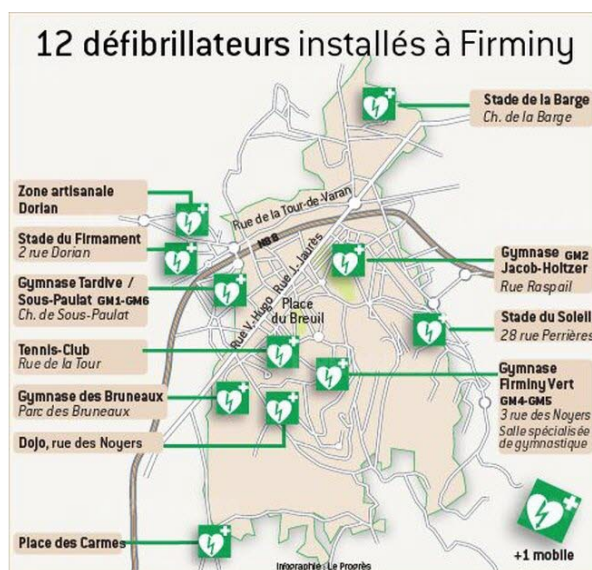 12 défibrillateurs installés à Firminy
Stade de la Barge
Ch. de la Barge
Zone artisanale
Dorian
Rue de la Tour-de-Varan
Stade du Firmament
2 rue Dorian
N88
Rue J.-Jaurès
Gymnase GM2
Jacob-Holtzer
Rue Raspail
Gymnase Tardive /
Sous-Paulat GM1-GM6
Ch. de Sous-Paulat
Rue V. Hugo
Place
du Breuil
Stade du Soleil
28 rue Perrières
Tennis-Club
Rue de la Tour
Gymnase
Firminy Vert
GM4-GM5
3 rue des Noyers
Salle spécialisée
de gymnastique
Gymnase des Bruneaux
Parc des Bruneaux
Dojo, rue des Noyers
Place des Carmes
+1 mobile
Infographie : Le Progrès